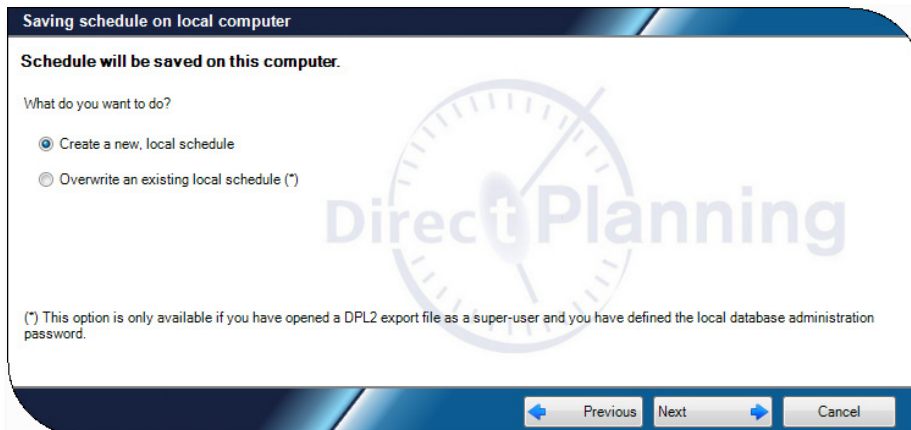 Saving schedule on local computer
Schedule will be saved on this computer.
What do you want to do?
Create a new, local schedule
Overwrite an existing local schedule (*)
Direct Planning
(*) This option is only available if you have opened a DPL2 export file as a super-user and you have defined the local database administration
password.
Previous Next Cancel